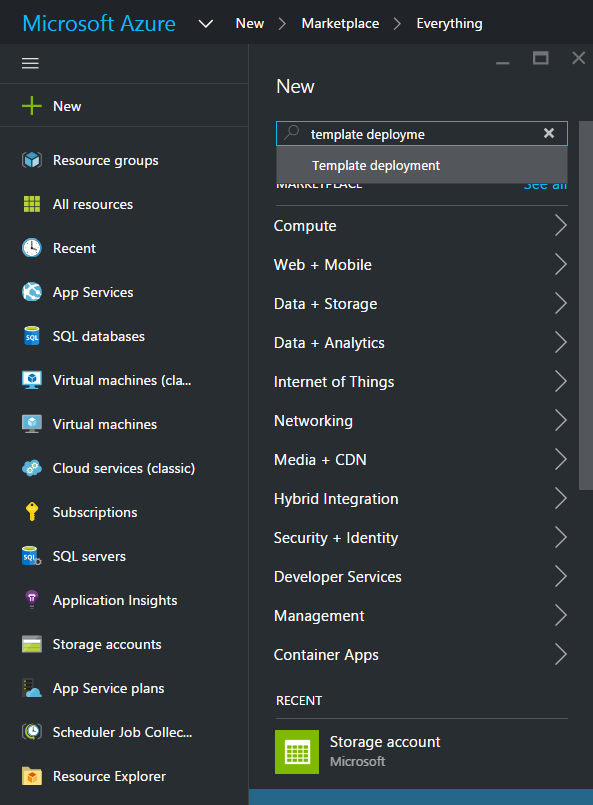 Microsoft Azure New Marketplace Everything
New
Resource groups
All resources
Recent
App Services
SQL databases
Virtual machines (cla...
Virtual machines
Cloud services (classic)
Subscriptions
SQL servers
Application Insights
Storage accounts
App Service plans
Scheduler Job Collec...
Resource Explorer
New
template deployme
Template deployment
MARKETPLACE See all
Compute
Web + Mobile
Data + Storage
Data + Analytics
Internet of Things
Networking
Media + CDN
Hybrid Integration
Security + Identity
Developer Services
Management
Container Apps
RECENT
Storage account
Microsoft